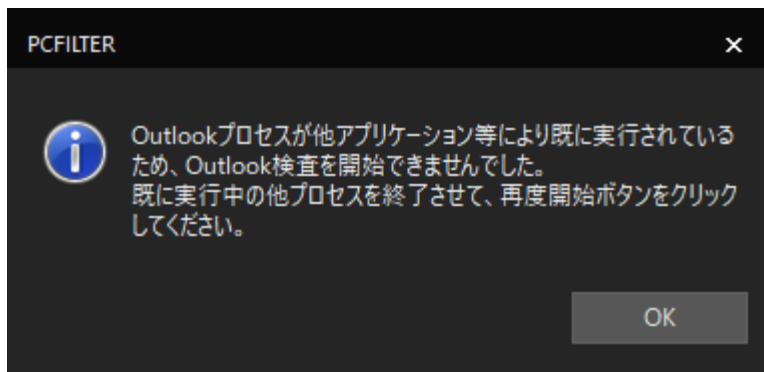 PCFILTER
Outlookプロセスが他アプリケーション等により既に実行されている
ため、Outlook検査を開始できませんでした。
既に実行中の他プロセスを終了させて、再度開始ボタンをクリック
してください。
OK